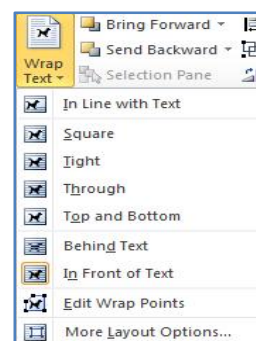 Bring Forward
Send Backward
Wrap
Text
Selection Pane
In Line with Text
Square
Tight
Through
Top and Bottom
Behind Text
In Front of Text
Edit Wrap Points
More Layout Options...